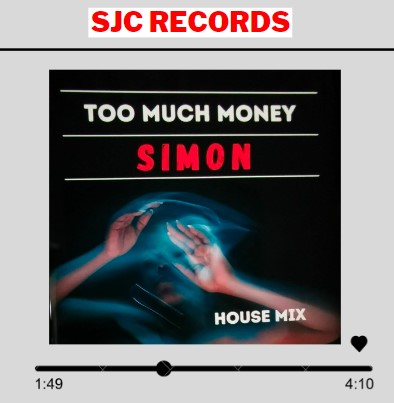 SJC RECORDS
TOO MUCH MONEY
SIMON
HOUSE MIX
1:49
4:10